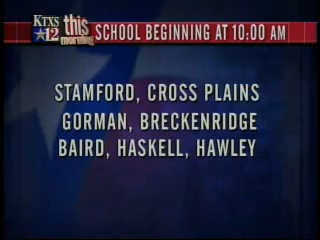 KTXS
12
this
morning
SCHOOL BEGINNING AT 10:00 AM
STAMFORD, CROSS PLAINS
GORMAN, BRECKENRIDGE
BAIRD, HASKELL, HAWLEY